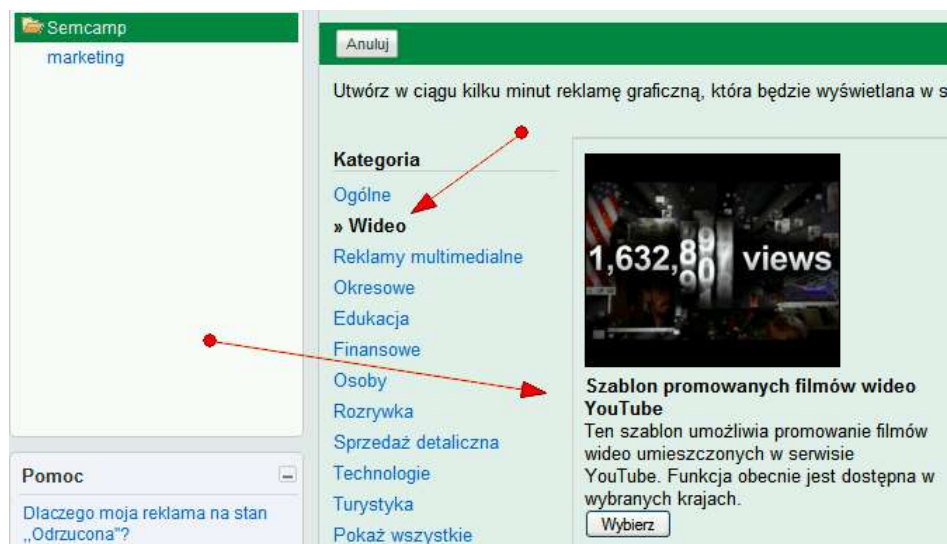 Semcamp
marketing
Pomoc
Dlaczego moja reklama na stan
„Odrzucona"?
Anuluj
Utwórz w ciągu kilku minut reklamę graficzną, która będzie wyświetlana w s
Kategoria
Ogólne
» Wideo
Reklamy multimedialne
Okresowe
Edukacja
Finansowe
Osoby
Rozrywka
Sprzedaż detaliczna
Technologie
Turystyka
Pokaż wszystkie
views
Szablon promowanych filmów wideo
YouTube
Ten szablon umożliwia promowanie filmów
wideo umieszczonych w serwisie
YouTube. Funkcja obecnie jest dostępna w
wybranych krajach.
Wybierz